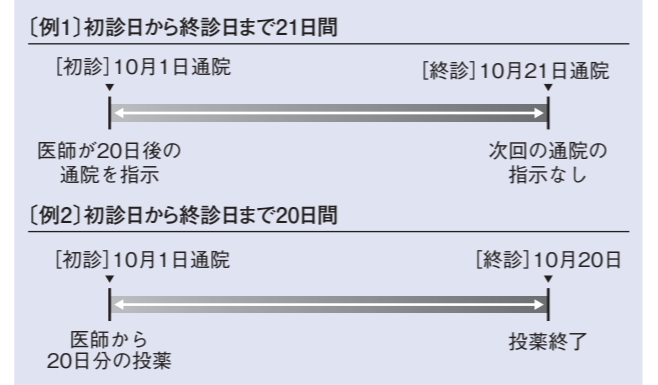 〔例1〕初診日から終診日まで21日間
［初診］10月1日通院
［終診］10月21日通院
医師が20日後の
通院を指示
次回の通院の
指示なし
〔例2〕初診日から終診日まで20日間
［初診］10月1日通院
［終診］10月20日
医師から
20日分の投薬
投薬終了